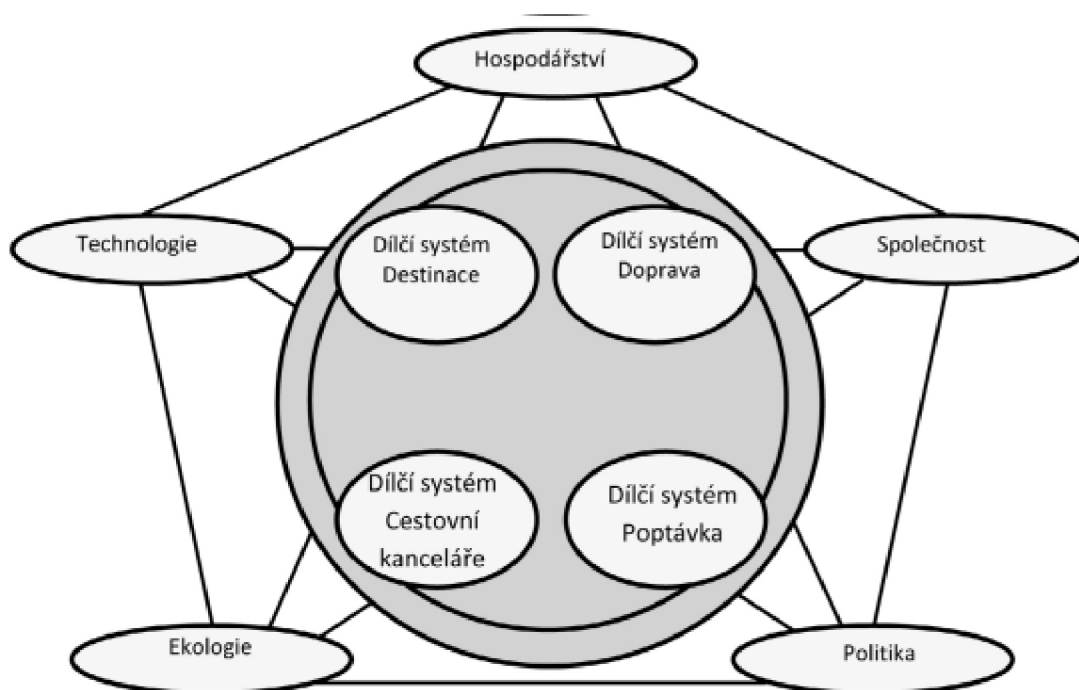 Hospodářství
Technologie
Společnost
Dílčí systém
Destinace
Dílčí systém
Doprava
Dílčí systém
Cestovní
kanceláře
Dílčí systém
Poptávka
Ekologie
Politika